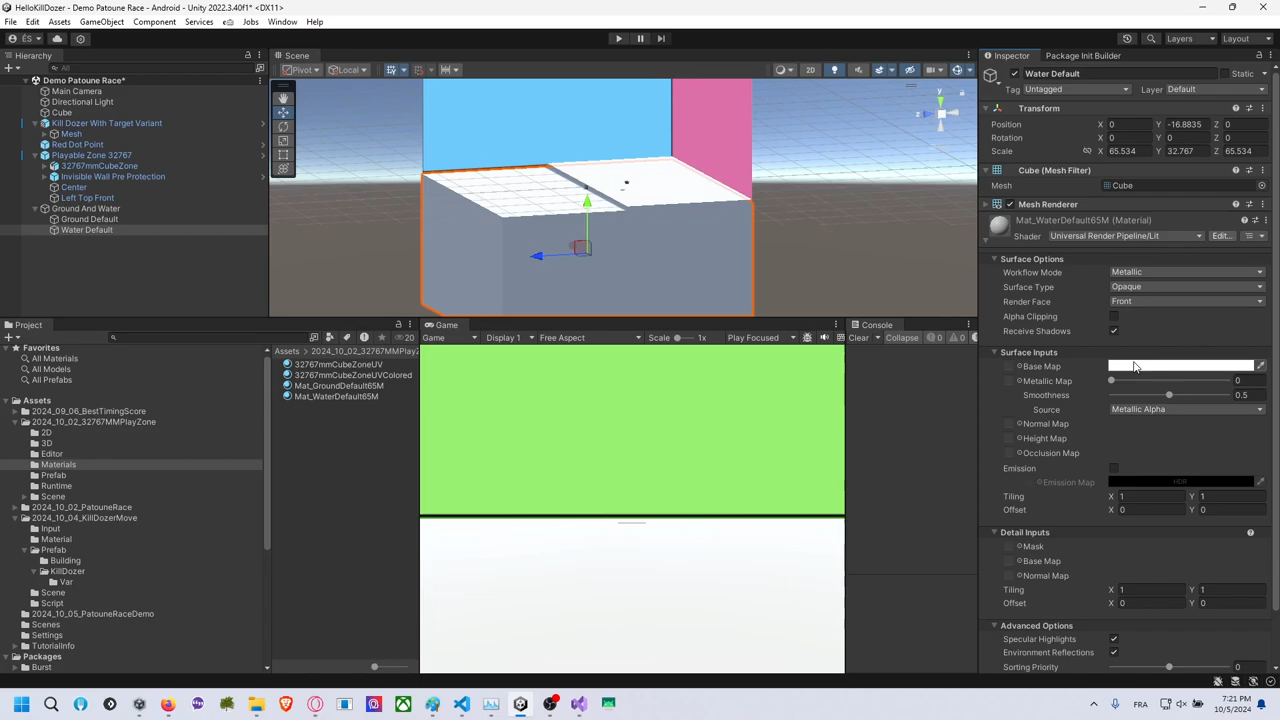 HelloKillDozer - Demo Patoune Race - Android - Unity 2022.3.40f1* <DX11>
File Edit Assets GameObject Component Services Jobs Window Help
ÉS Layers Layout
Hierarchy
All
Demo Patoune Race*
Main Camera
Directional Light
Cube
Kill Dozer With Target Variant
Mesh
Red Dot Point
Playable Zone 32767
32767mmCubeZone
Invisible Wall Pre Protection
Center
Left Top Front
Ground And Water
Ground Default
Water Default
Scene
Pivot Local 2D
y
z
Project
20
Favorites
All Materials
All Models
All Prefabs
Assets
2024_09_06_BestTimingScore
2024_10_02_32767MMPlayZone
2D
3D
Editor
Materials
Prefab
Runtime
Scene
2024_10_02_PatouneRace
2024_10_04_KillDozerMove
Input
Material
Prefab
Building
KillDozer
Var
Scene
Script
2024_10_05_PatouneRaceDemo
Scenes
Settings
TutorialInfo
Packages
Burst
Assets > 2024_10_02_32767MMPlayZ
32767mmCubeZoneUV
32767mmCubeZoneUVColored
Mat_GroundDefault65M
Mat_WaterDefault65M
Game
Game Display 1 Free Aspect Scale 1x Play Focused
Console
Clear Collapse 0 0
Inspector Package Init Builder
Water Default Static
Tag Untagged Layer Default
Transform
Position X 0 Y -16.8835 Z 0
Rotation X 0 Y 0 Z 0
Scale X 65.534 Y 32.767 Z 65.534
Cube (Mesh Filter)
Mesh Cube
Mesh Renderer
Mat_WaterDefault65M (Material)
Shader Universal Render Pipeline/Lit Edit...
Surface Options
Workflow Mode Metallic
Surface Type Opaque
Render Face Front
Alpha Clipping
Receive Shadows
Surface Inputs
Base Map
Metallic Map 0
Smoothness 0.5
Source Metallic Alpha
Normal Map
Height Map
Occlusion Map
Emission
Emission Map HDR
Tiling X 1 Y 1
Offset X 0 Y 0
Detail Inputs
Mask
Base Map
Normal Map
Tiling X 1 Y 1
Offset X 0 Y 0
Advanced Options
Specular Highlights
Environment Reflections
Sorting Priority 0
FRA 7:21 PM
10/5/2024